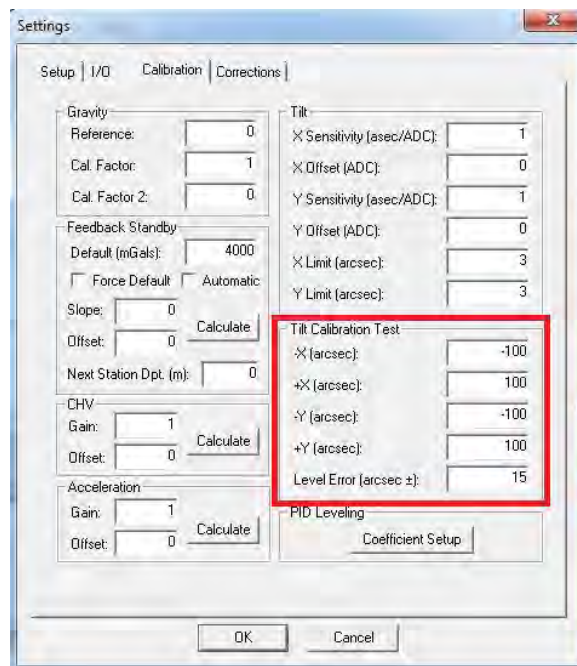 Settings
Setup I/O Calibration Corrections
Gravity
Reference: 0
Cal. Factor: 1
Cal. Factor 2: 0
Feedback Standby
Default (mGals): 4000
Force Default Automatic
Slope: 0
Offset: 0
Calculate
Next Station Dpt. (m): 0
CHV
Gain: 1
Offset: 0
Calculate
Acceleration
Gain: 1
Offset: 0
Calculate
Tilt
X Sensitivity (asec/ADC): 1
X Offset (ADC): 0
Y Sensitivity (asec/ADC): 1
Y Offset (ADC): 0
X Limit (arcsec): 3
Y Limit (arcsec): 3
Tilt Calibration Test
-X (arcsec): -100
+X (arcsec): 100
-Y (arcsec): -100
+Y (arcsec): 100
Level Error (arcsec ±): 15
PID Leveling
Coefficient Setup
OK Cancel